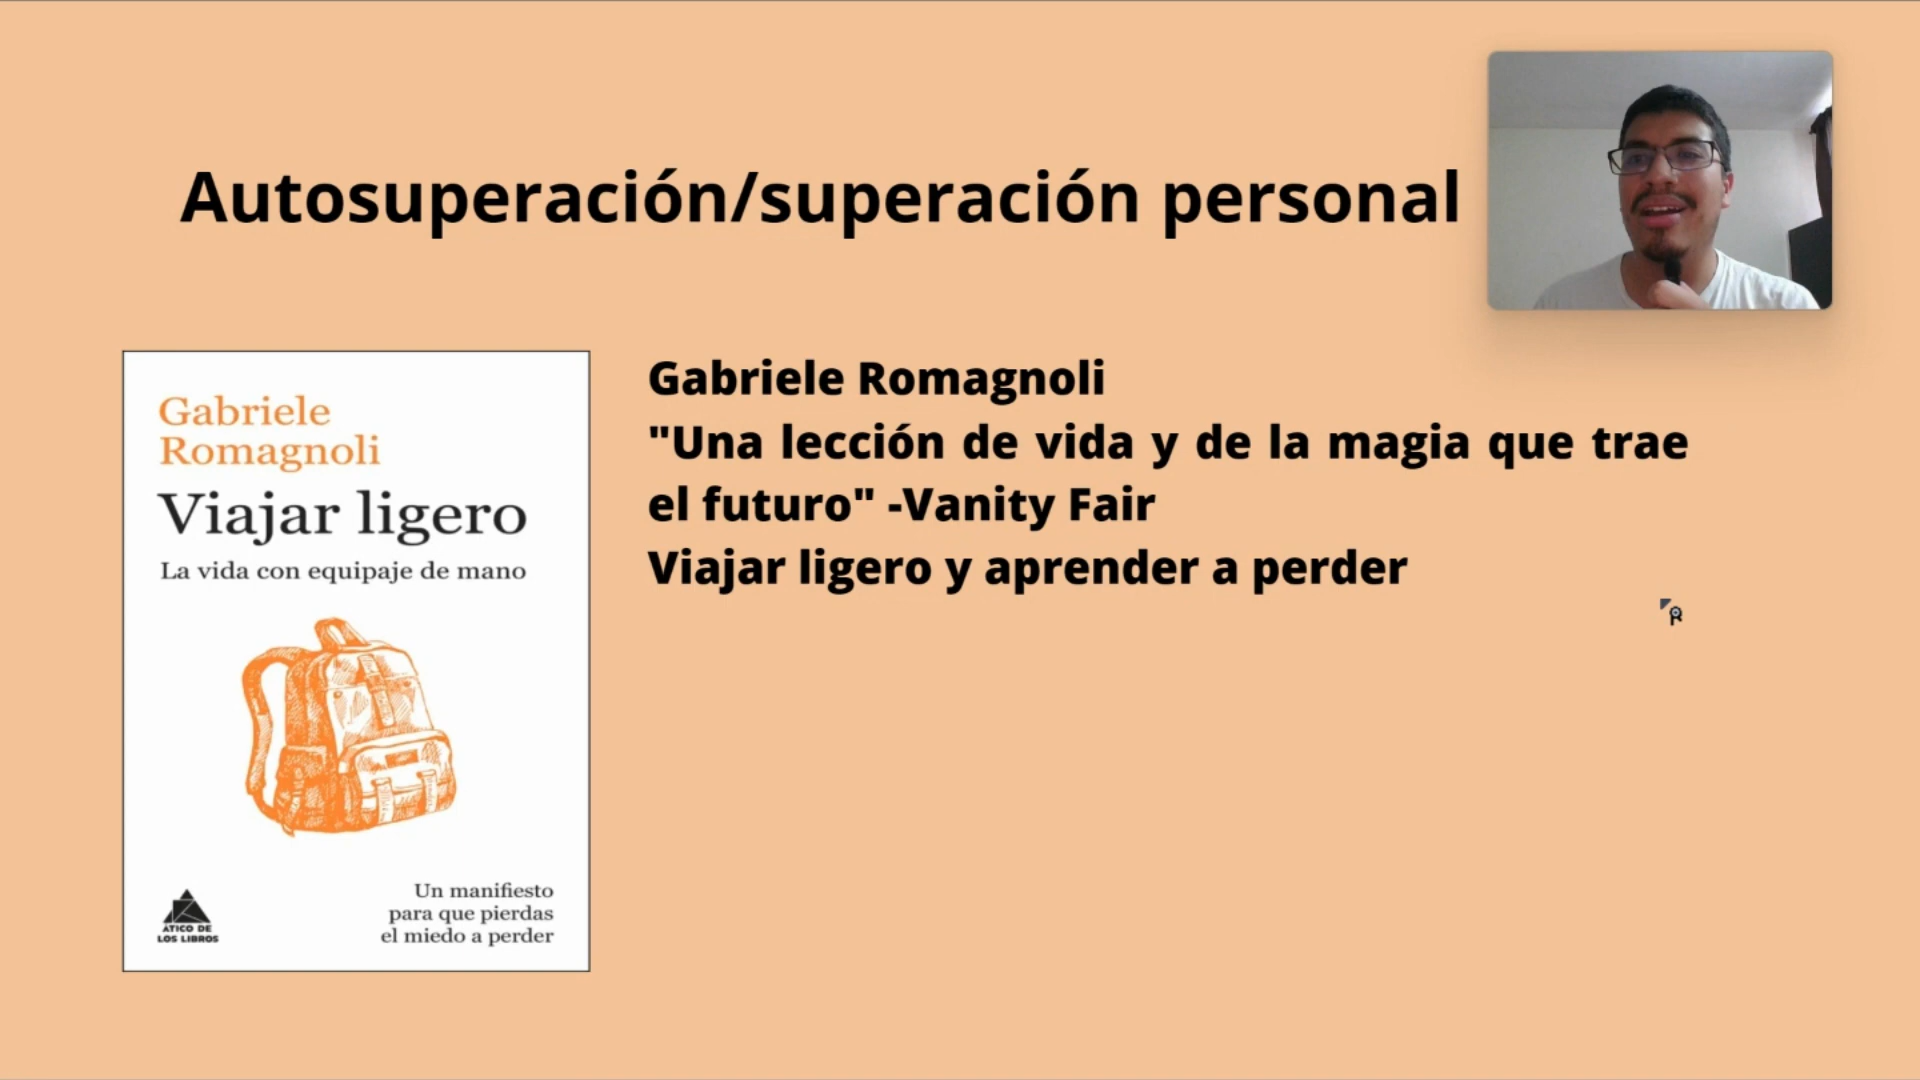 Autosuperación/superación personal
Gabriele
Romagnoli
Viajar ligero
La vida con equipaje de mano
Un manifiesto
para que pierdas
el miedo a perder
ATICO DE
LOS LIBROS
Gabriele Romagnoli
"Una lección de vida y de la magia que trae
el futuro" -Vanity Fair
Viajar ligero y aprender a perder